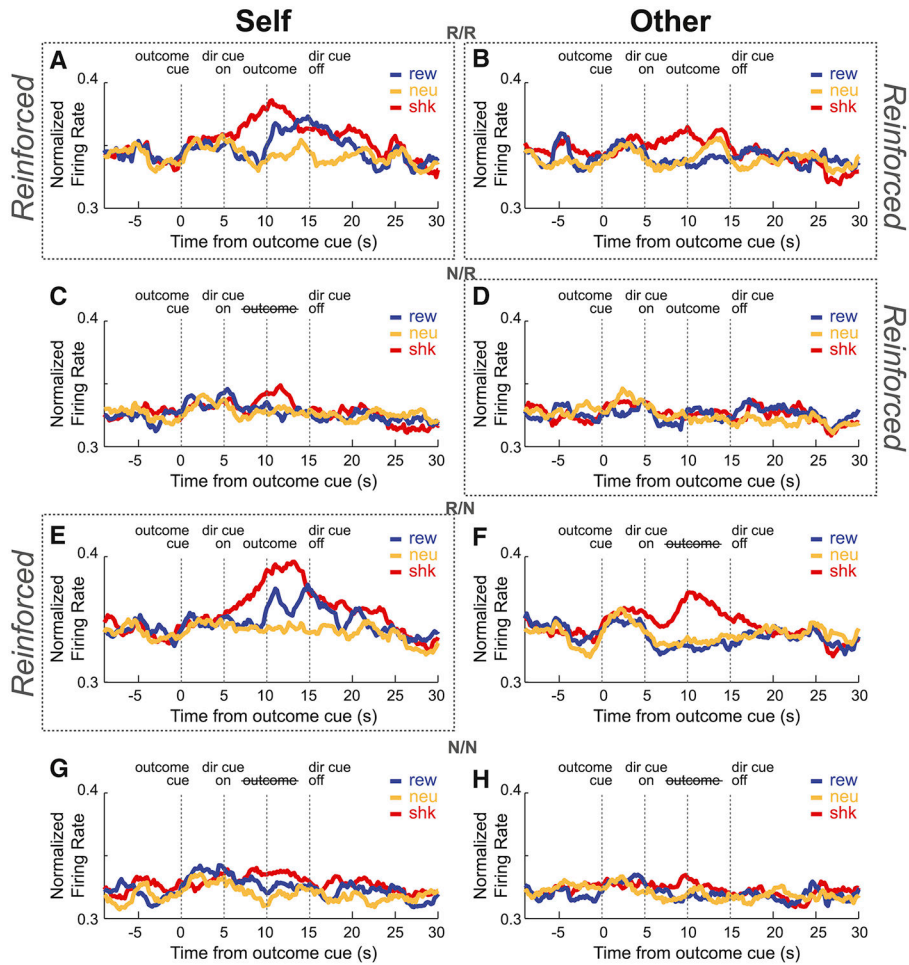 Self
Other
R/R
Reinforced
A
outcome cue
dir cue on
outcome
dir cue off
rew
neu
shk
0.4
0.3
Normalized
Firing Rate
-5 0 5 10 15 20 25 30
Time from outcome cue (s)
B
outcome cue
dir cue on
outcome
dir cue off
rew
neu
shk
0.4
0.3
Normalized
Firing Rate
-5 0 5 10 15 20 25 30
Time from outcome cue (s)
Reinforced
N/R
C
outcome cue
dir cue on
outcome
dir cue off
rew
neu
shk
0.3
Normalized
Firing Rate
-5 0 5 10 15 20 25 30
Time from outcome cue (s)
D
outcome cue
dir cue on
outcome
dir cue off
rew
neu
shk
0.3
Normalized
Firing Rate
-5 0 5 10 15 20 25 30
Time from outcome cue (s)
Reinforced
R/N
Reinforced
E
outcome cue
dir cue on
outcome
dir cue off
rew
neu
shk
0.4
0.3
Normalized
Firing Rate
-5 0 5 10 15 20 25 30
Time from outcome cue (s)
F
outcome cue
dir cue on
outcome
dir cue off
rew
neu
shk
0.4
0.3
Normalized
Firing Rate
-5 0 5 10 15 20 25 30
Time from outcome cue (s)
N/N
G
outcome cue
dir cue on
outcome
dir cue off
rew
neu
shk
0.3
Normalized
Firing Rate
-5 0 5 10 15 20 25 30
Time from outcome cue (s)
H
outcome cue
dir cue on
outcome
dir cue off
rew
neu
shk
0.3
Normalized
Firing Rate
-5 0 5 10 15 20 25 30
Time from outcome cue (s)